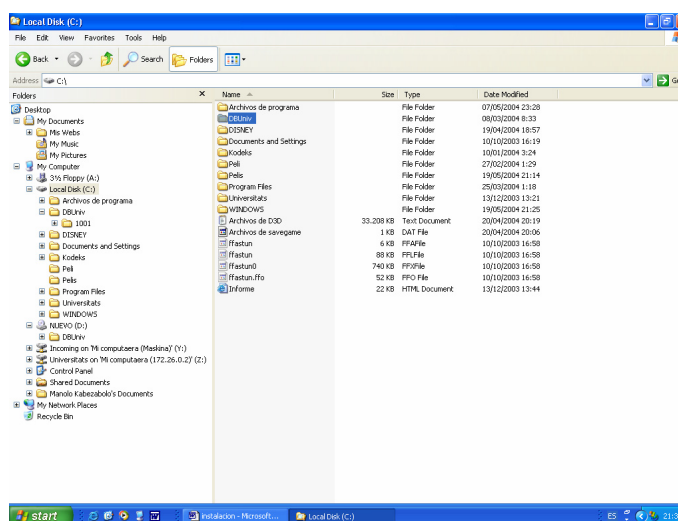 Local Disk (C:)
File Edit View Favorites Tools Help
Back Search Folders
Address C:\
Folders x Name Size Type Date Modified
Desktop
My Documents
Mis Webs
My Music
My Pictures
My Computer
3½ Floppy (A:)
Local Disk (C:)
Archivos de programa
DBUniv
1001
DISNEY
Documents and Settings
Kodeks
Peli
Pelis
Program Files
Universitats
WINDOWS
NUEVO (D:)
DBUniv
Incoming on 'Mi computaera (Maskina)' (Y:)
Universitats on 'Mi computaera (172.26.0.2)' (Z:)
Control Panel
Shared Documents
Manolo Kabezabolo's Documents
My Network Places
Recycle Bin
Archivos de programa File Folder 07/05/2004 23:28
DBUniv File Folder 08/03/2004 8:33
DISNEY File Folder 19/04/2004 18:57
Documents and Settings File Folder 10/10/2003 16:19
Kodeks File Folder 10/01/2004 3:24
Peli File Folder 27/02/2004 1:29
Pelis File Folder 19/05/2004 21:14
Program Files File Folder 25/03/2004 1:18
Universitats File Folder 13/12/2003 13:21
WINDOWS File Folder 19/05/2004 21:25
Archivos de D3D 33.208 KB Text Document 20/04/2004 20:19
Archivos de savegame 1 KB DAT File 20/04/2004 20:06
ffastun 6 KB FFAFile 10/10/2003 16:58
ffastun 88 KB FFLFile 10/10/2003 16:58
ffastun0 740 KB FFXFile 10/10/2003 16:58
ffastun.ffo 52 KB FFO File 10/10/2003 16:58
Informe 22 KB HTML Document 13/12/2003 13:44
start instalacion - Microsoft... Local Disk (C:) ES